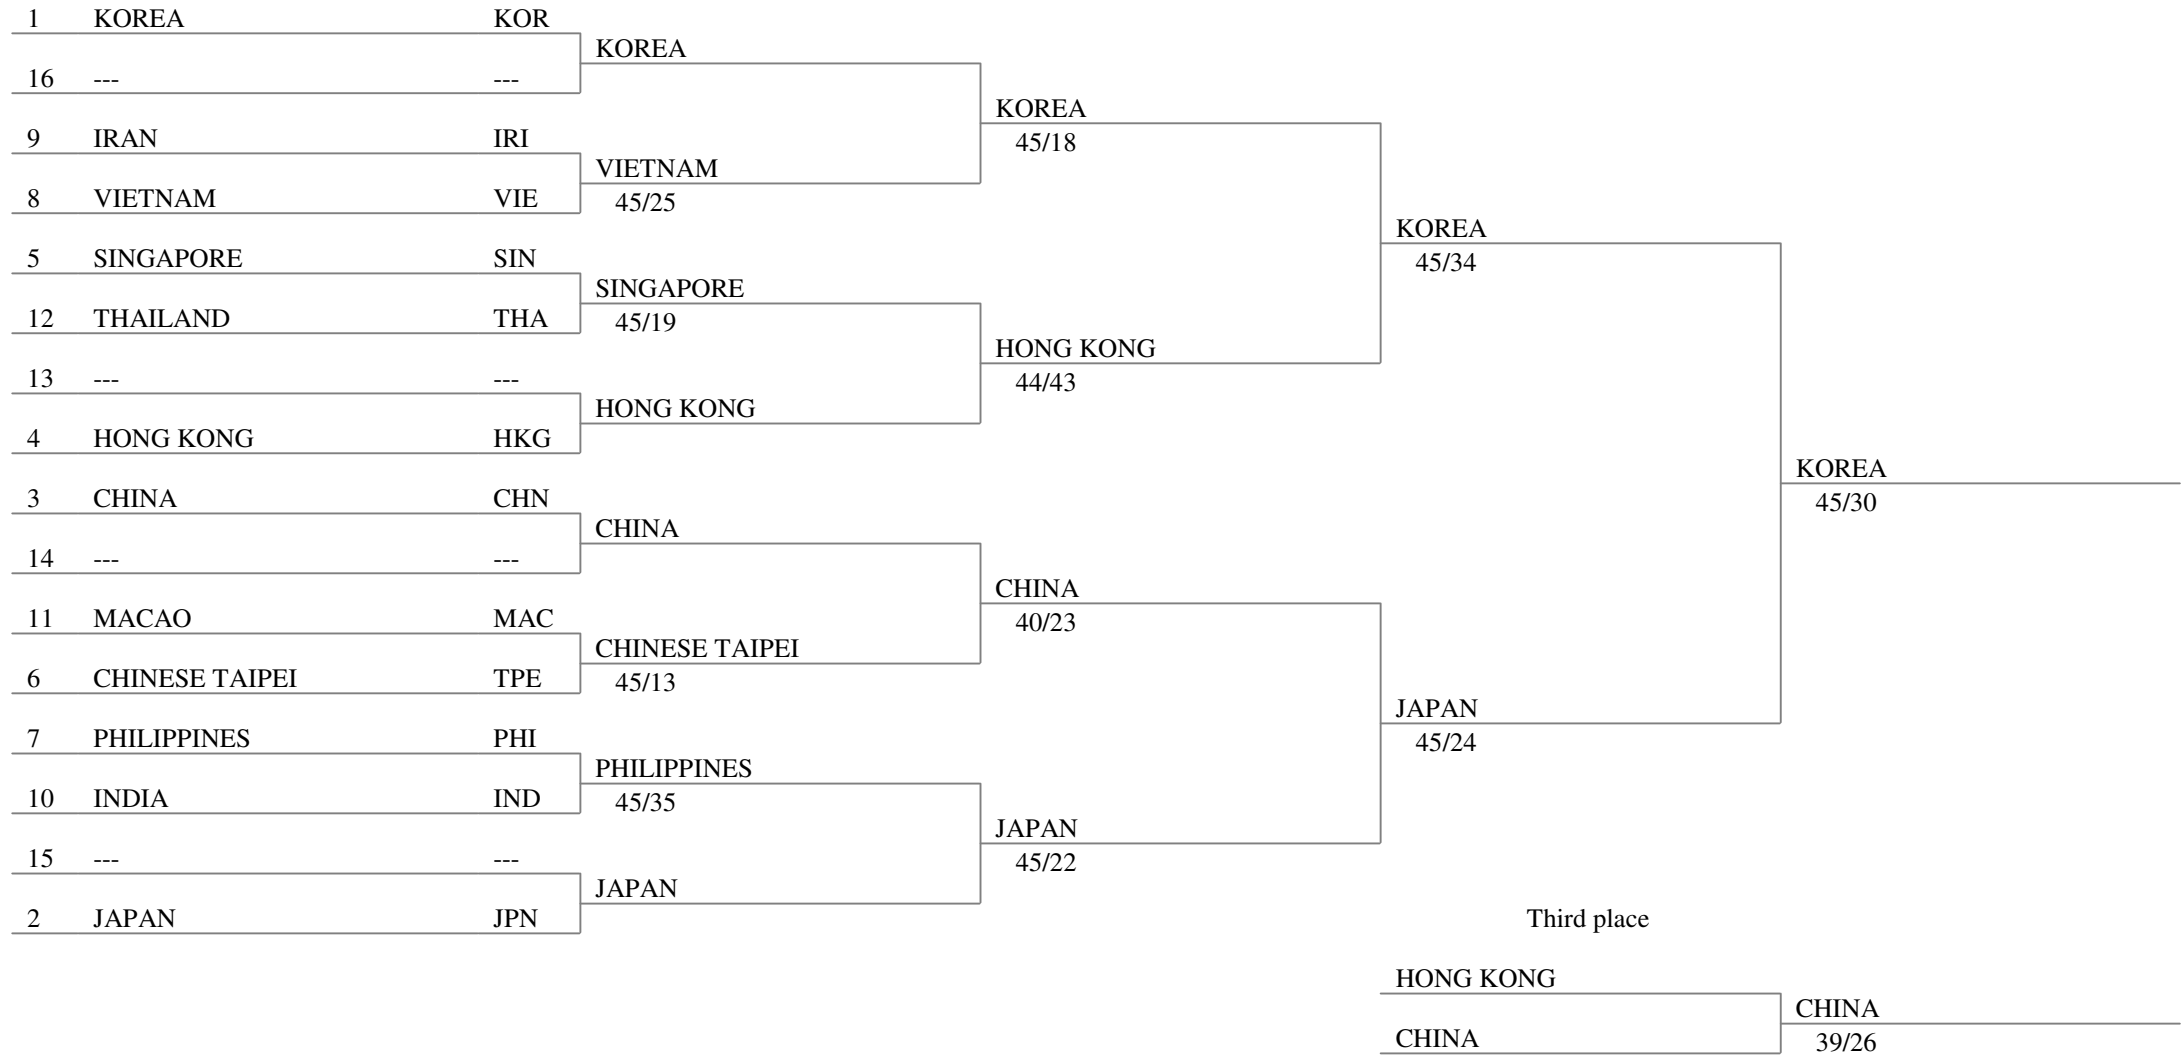 1 KOREA KOR
KOREA
16 --- ---
KOREA
45/18
9 IRAN IRI
VIETNAM
45/25
8 VIETNAM VIE
KOREA
45/34
5 SINGAPORE SIN
SINGAPORE
45/19
12 THAILAND THA
HONG KONG
44/43
13 --- ---
HONG KONG
4 HONG KONG HKG
KOREA
45/30
3 CHINA CHN
CHINA
14 --- ---
CHINA
40/23
11 MACAO MAC
CHINESE TAIPEI
45/13
6 CHINESE TAIPEI TPE
JAPAN
45/24
7 PHILIPPINES PHI
PHILIPPINES
45/35
10 INDIA IND
JAPAN
45/22
15 --- ---
JAPAN
2 JAPAN JPN
Third place
HONG KONG
CHINA
39/26
CHINA